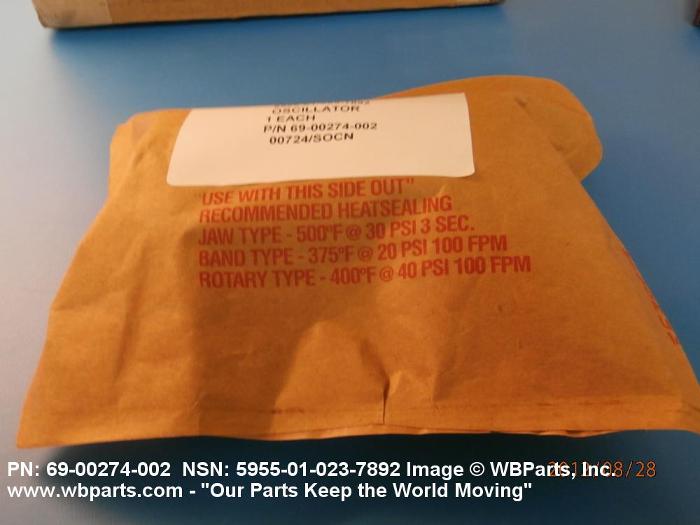 OSCILLATOR
1 EACH
P/N 69-00274-002
00724/SOCN
"USE WITH THIS SIDE OUT"
RECOMMENDED HEATSEALING
JAW TYPE - 500°F @ 30 PSI 3 SEC.
BAND TYPE - 375°F @ 20 PSI 100 FPM
ROTARY TYPE - 400°F @ 40 PSI 100 FPM
PN: 69-00274-002 NSN: 5955-01-023-7892 Image © WBParts, Inc.
www.wbparts.com - "Our Parts Keep the World Moving"